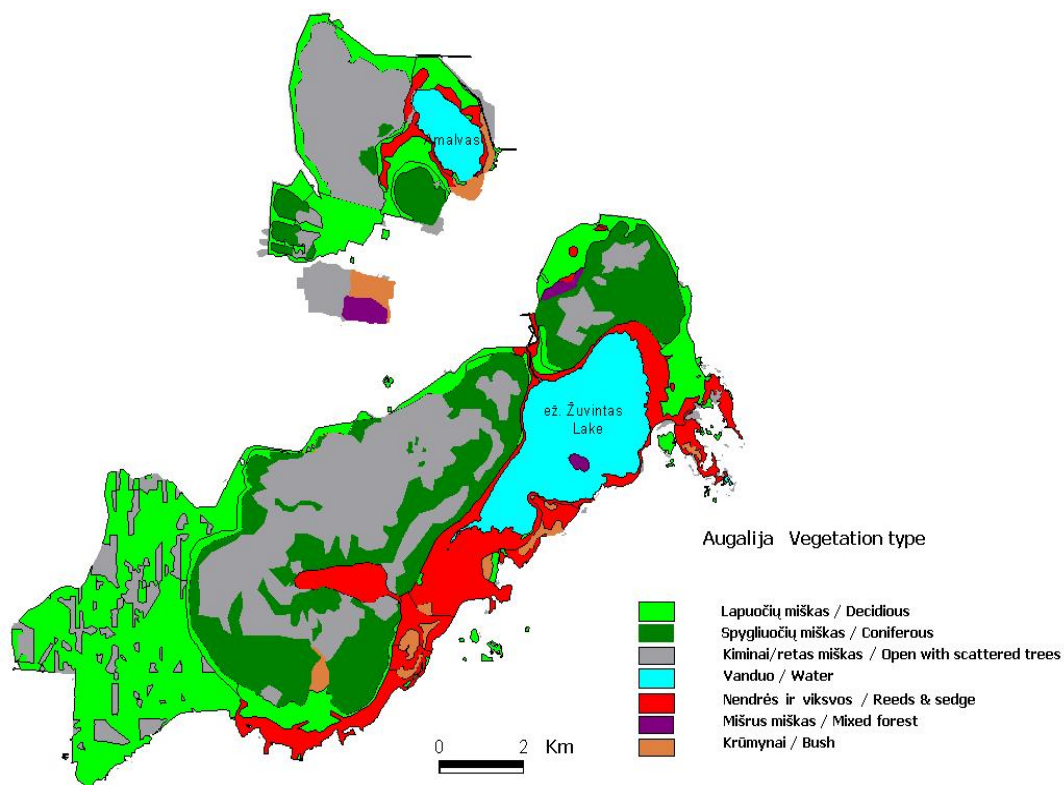 Amalvas
ež. Žuvintas
Lake
Augalija Vegetation type
Lapuočių miškas / Decidious
Spygliuočių miškas / Coniferous
Kiminai/retas miškas / Open with scattered trees
Vanduo / Water
Nendrės ir viksvos / Reeds & sedge
Mišrus miškas / Mixed forest
Krūmynai / Bush
0 2 Km